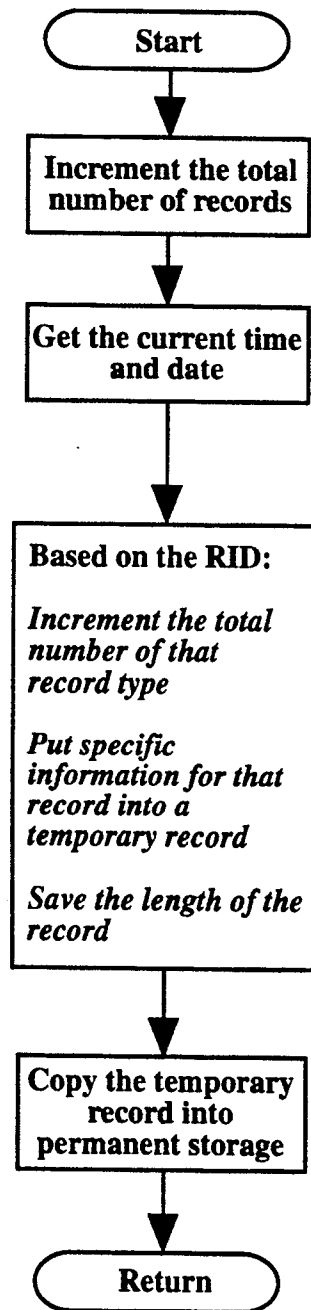 Start
Increment the total
number of records
Get the current time
and date
Based on the RID:
Increment the total
number of that
record type
Put specific
information for that
record into a
temporary record
Save the length of the
record
Copy the temporary
record into
permanent storage
Return